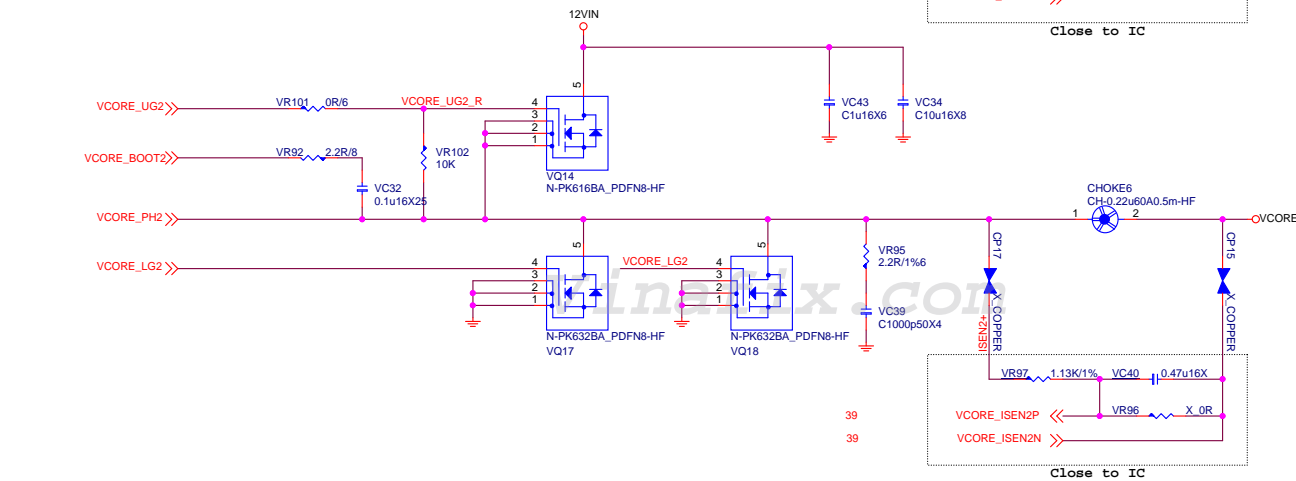 Close to IC
12VIN
5
VCORE_UG2
VR101
0R/6
VCORE_UG2_R
4
3
2
1
VC43
C1u16X6
VC34
C10u16X8
VCORE_BOOT2
VR92
2.2R/8
VR102
10K
VQ14
N-PK616BA_PDFN8-HF
VC32
0.1u16X25
VCORE_PH2
CHOKE6
CH-0.22u60A0.5m-HF
1
2
VCORE
VCORE_LG2
5
4
3
2
1
N-PK632BA_PDFN8-HF
VQ17
VCORE_LG2
5
4
3
2
1
N-PK632BA_PDFN8-HF
VQ18
VR95
2.2R/1%6
VC39
C1000p50X4
CP17
X_COPPER
ISEN2+
CP15
X_COPPER
Vinafix.com
VR97
1.13K/1%
VC40
0.47u16X
39
VCORE_ISEN2P
VR96
X_0R
39
VCORE_ISEN2N
Close to IC